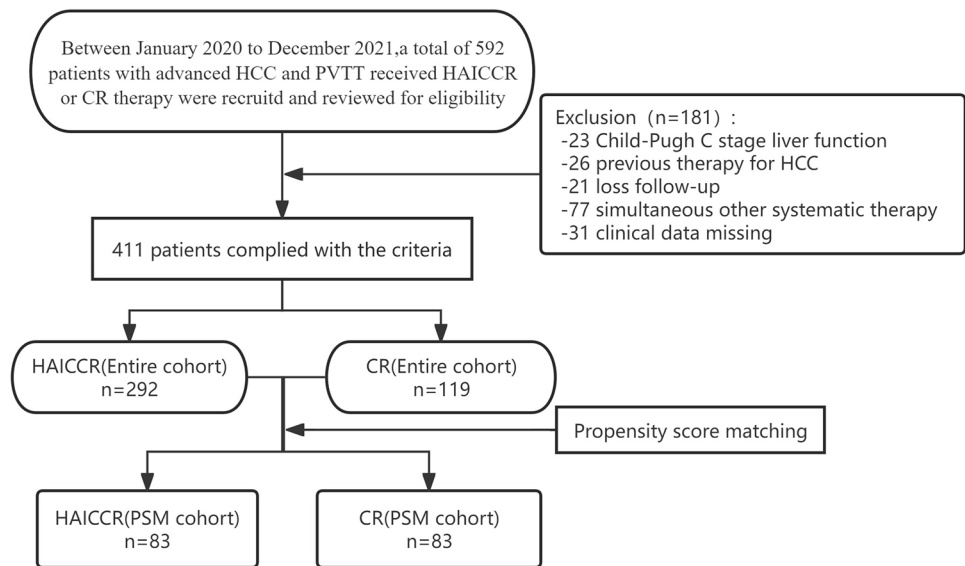 Between January 2020 to December 2021,a total of 592
patients with advanced HCC and PVTT received HAICCR
or CR therapy were recruitd and reviewed for eligibility
Exclusion（n=181）:
-23 Child-Pugh C stage liver function
-26 previous therapy for HCC
-21 loss follow-up
-77 simultaneous other systematic therapy
-31 clinical data missing
411 patients complied with the criteria
HAICCR(Entire cohort)
n=292
CR(Entire cohort)
n=119
Propensity score matching
HAICCR(PSM cohort)
n=83
CR(PSM cohort)
n=83